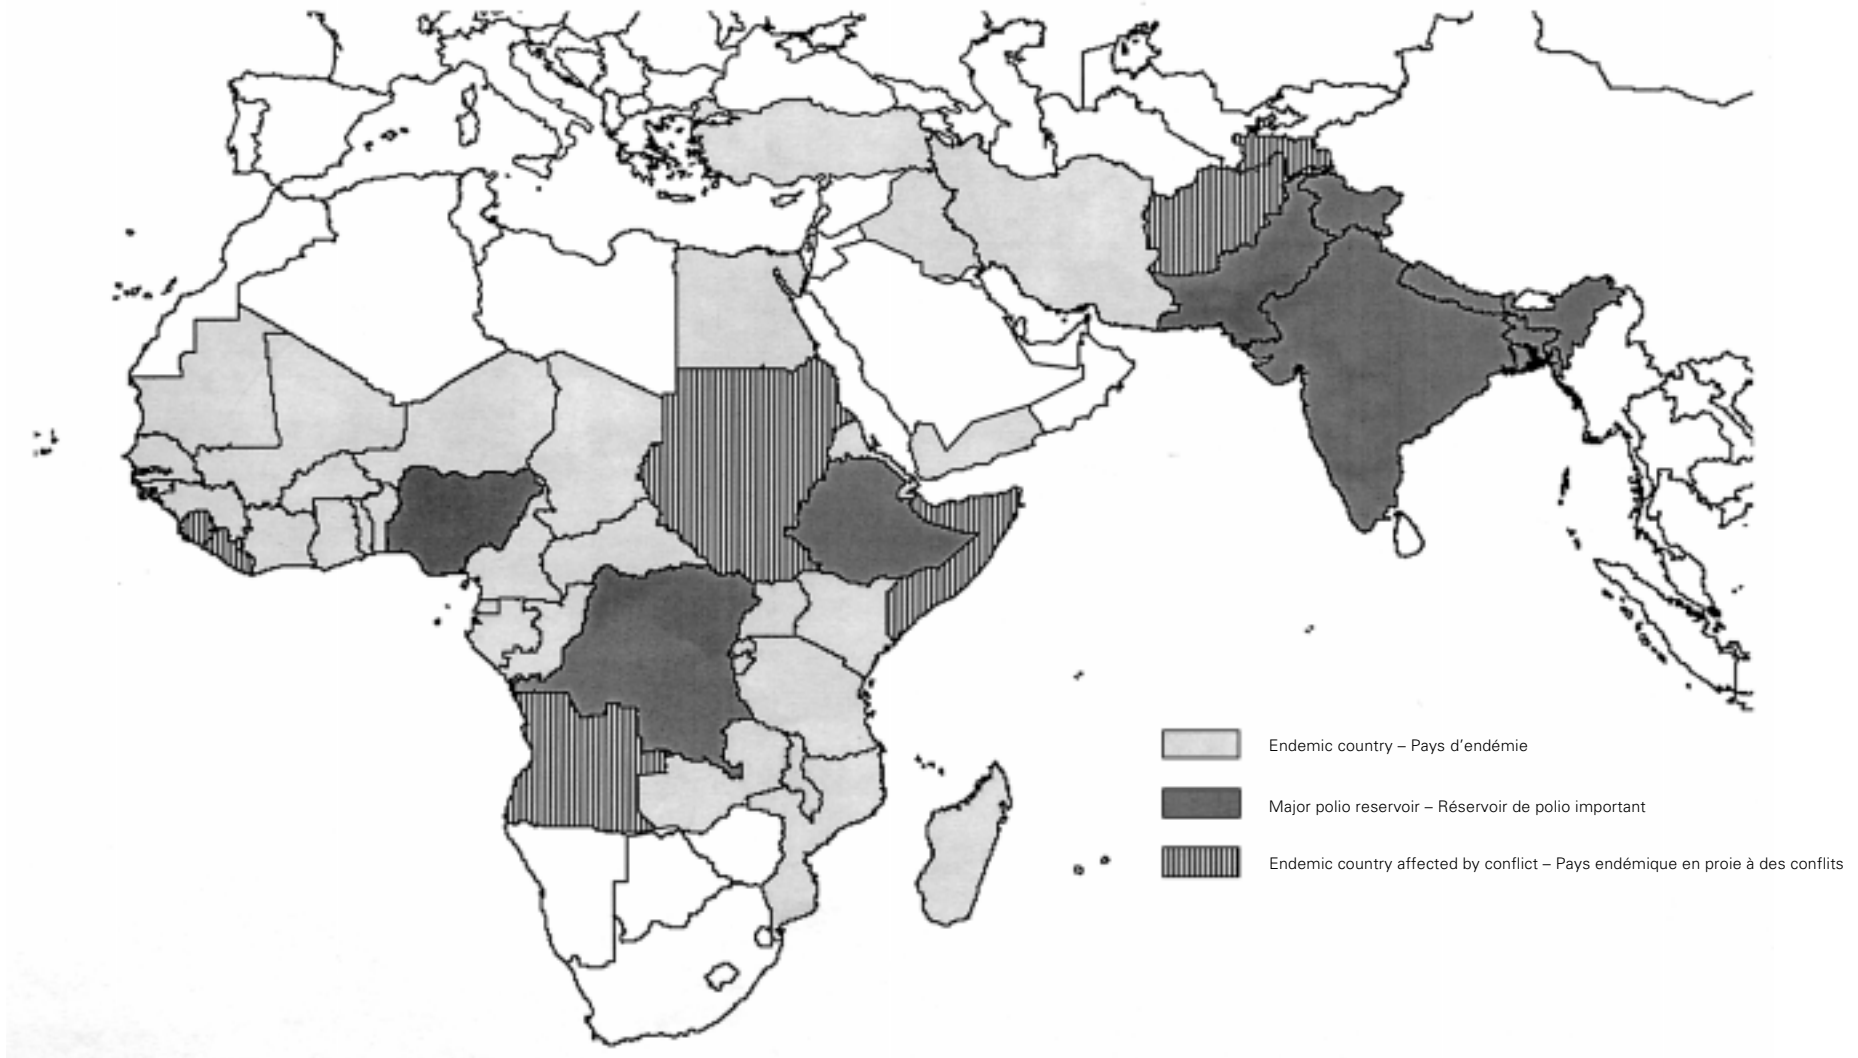 Endemic country – Pays d'endémie
Major polio reservoir – Réservoir de polio important
Endemic country affected by conflict – Pays endémique en proie à des conflits